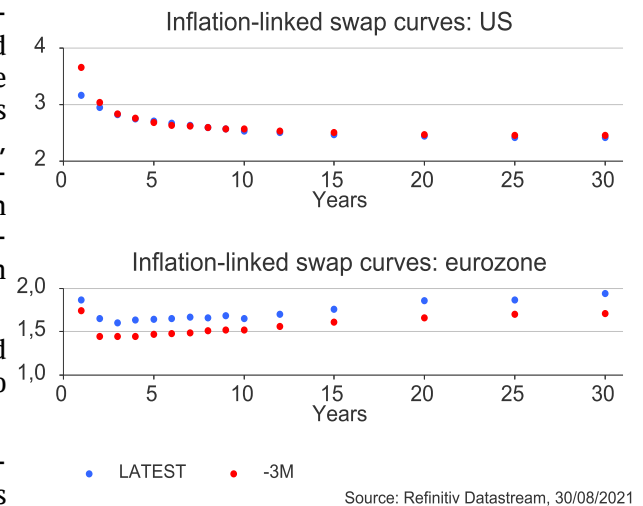 Inflation-linked swap curves: US
4
3
2
0 5 10 15 20 25 30
Years
Inflation-linked swap curves: eurozone
2,0
1,5
1,0
0 5 10 15 20 25 30
Years
LATEST -3M
Source: Refinitiv Datastream, 30/08/2021